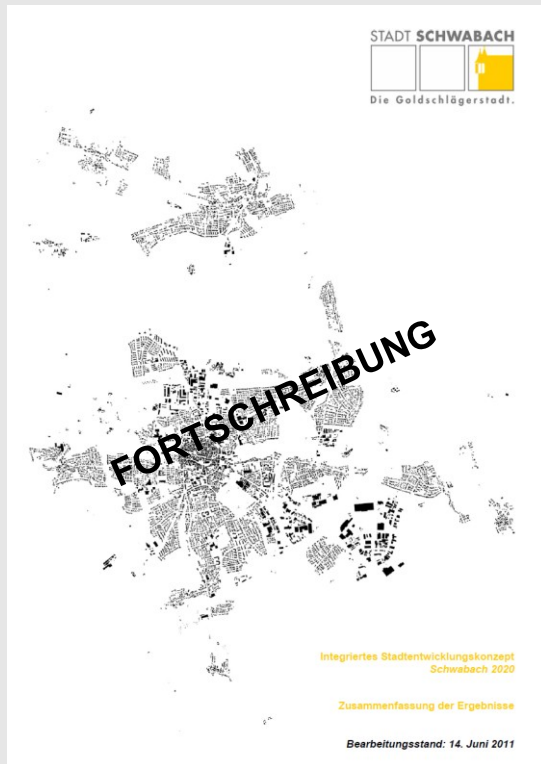 STADT SCHWABACH
Die Goldschlägerstadt.
FORTSCHREIBUNG
Integriertes Stadtentwicklungskonzept
Schwabach 2020
Zusammenfassung der Ergebnisse
Bearbeitungsstand: 14. Juni 2011